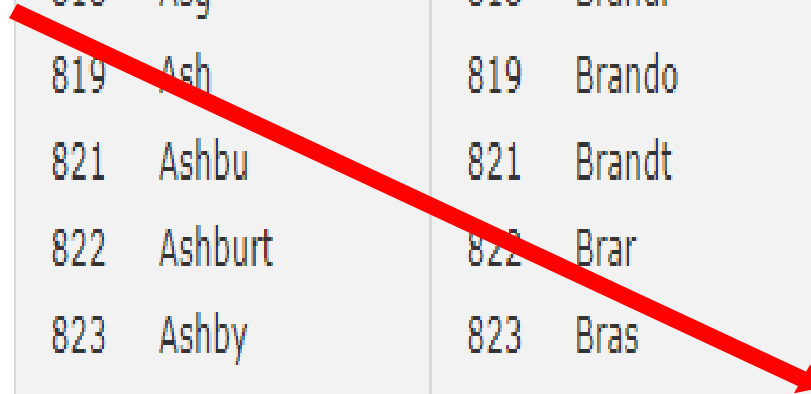 819 Ash 819 Brando
821 Ashbu 821 Brandt
822 Ashburt 822 Brar
823 Ashby 823 Bras